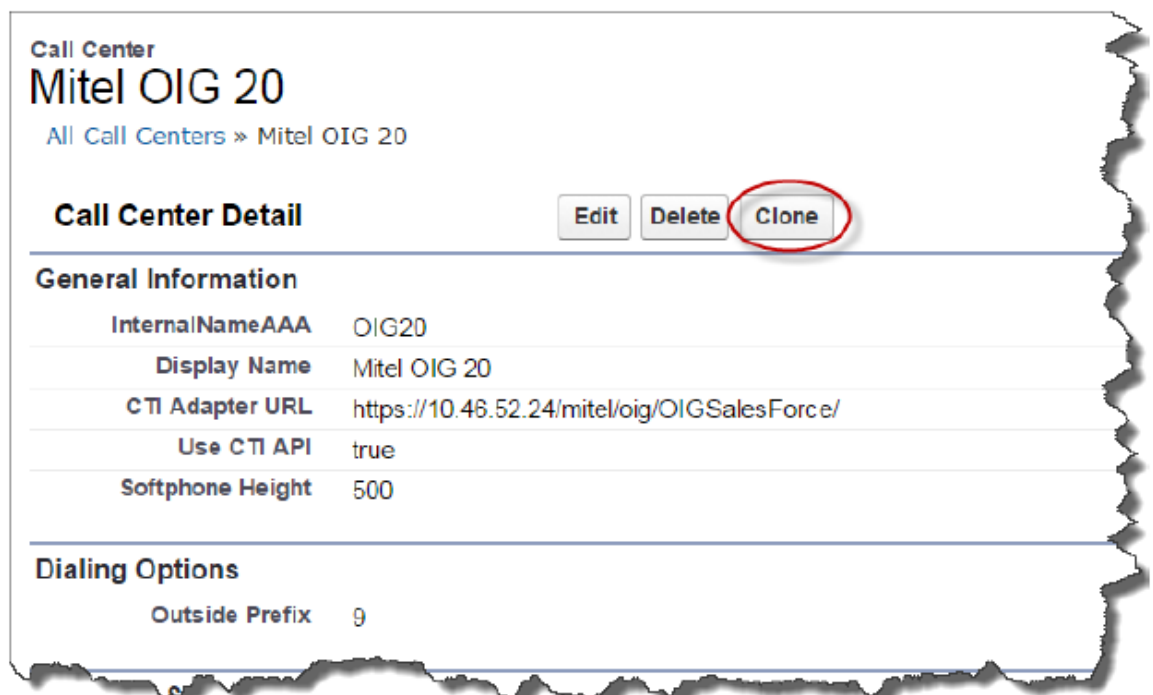 Call Center
Mitel OIG 20
All Call Centers » Mitel OIG 20
Call Center Detail Edit Delete Clone
General Information
InternalNameAAA OIG20
Display Name Mitel OIG 20
CTI Adapter URL https://10.46.52.24/mitel/oig/OIGSalesForce/
Use CTI API true
Softphone Height 500
Dialing Options
Outside Prefix 9